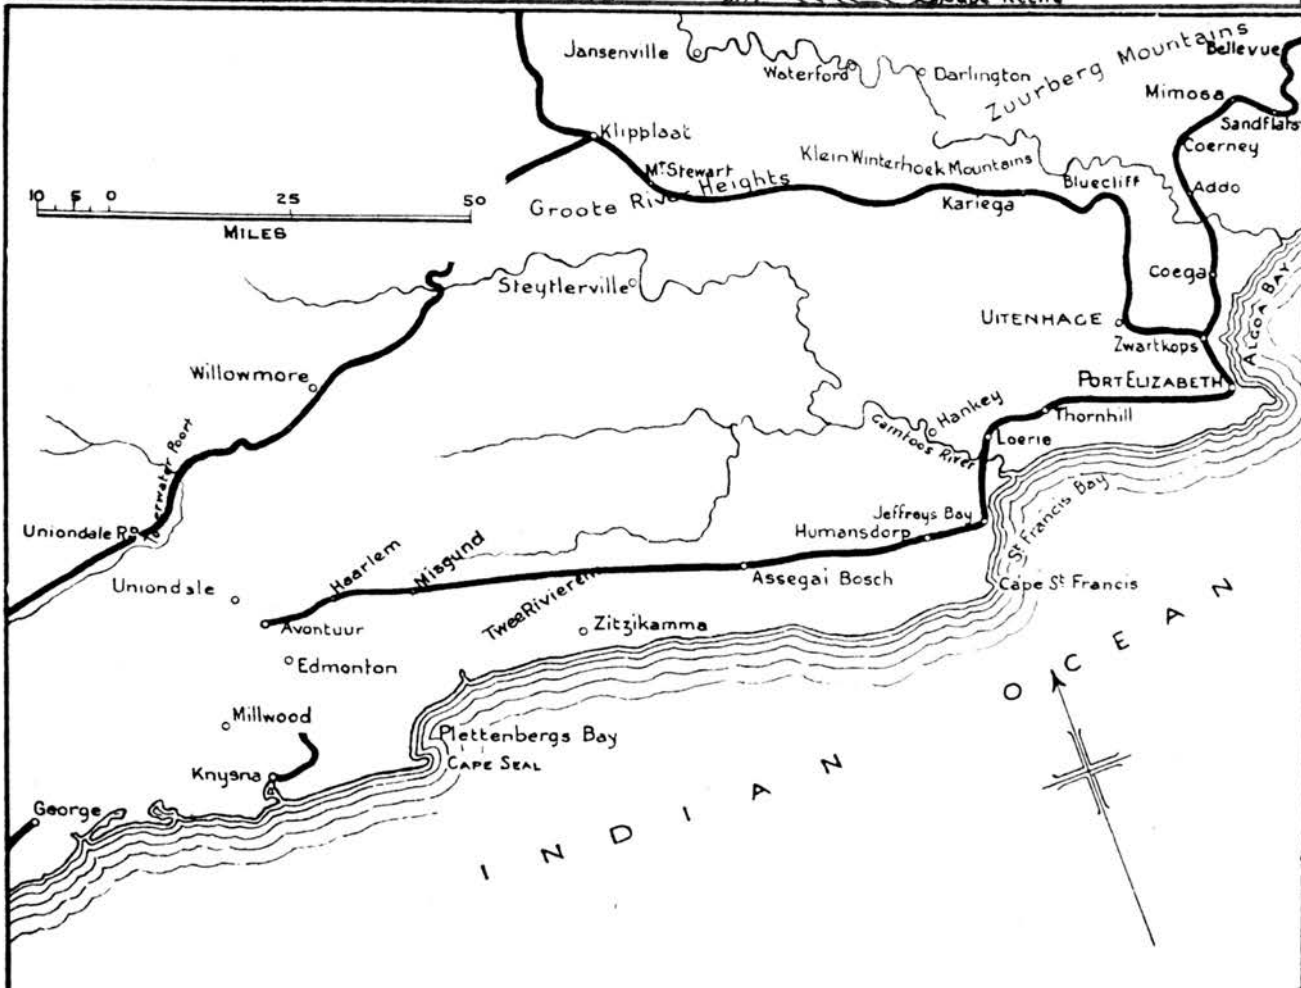 Jansenville
Waterford
Darlington
Zuurberg Mountains
Bellevue
Mimosa
Sandflats
Klipplaat
Coerney
Mt. Stewart
Klein Winterhoek Mountains
Bluecliff
Addo
Groote River Heights
Kariega
10 5 0 25 50
MILES
Steytlerville
Coega
ALGOA BAY
UITENHAGE
Zwartkops
Willowmore
PORT ELIZABETH
Thornhill
Hankey
Gamtoos River
Loerie
Toverwater Poort
Uniondale Rd
Jeffreys Bay
Humansdorp
St Francis Bay
Haarlem
Misgund
Assegai Bosch
Cape St Francis
Uniondale
Twee Rivieren
Avontuur
Zitzikamma
Edmonton
Millwood
Plettenbergs Bay
CAPE SEAL
Knysna
George
INDIAN OCEAN